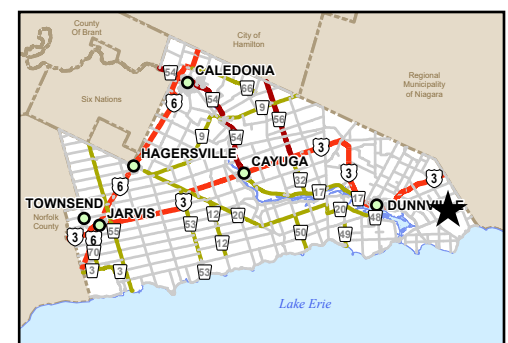 County
Of Brant
City of
Hamilton
Regional
Municipality
of Niagara
Six Nations
Norfolk
County
CALEDONIA
HAGERSVILLE
CAYUGA
TOWNSEND
JARVIS
DUNNVILLE
Lake Erie
54
6
54
66
9
56
9
54
3
3
3
6
32
17
17
3
20
20
48
12
53
12
50
49
3
6
55
70
3
3
53